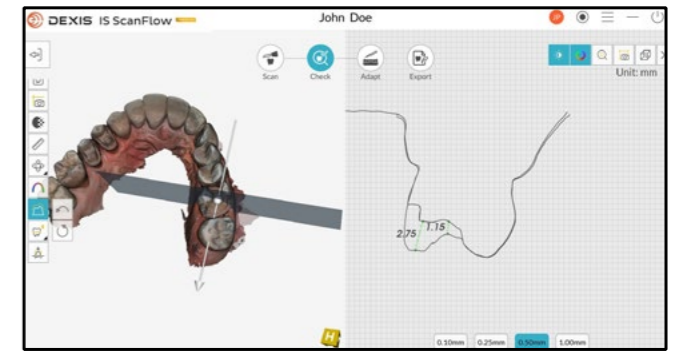 DEXIS IS ScanFlow
John Doe
Scan
Check
Adapt
Export
Unit: mm
2.75
1.15
H
0.10mm
0.25mm
0.50mm
1.00mm